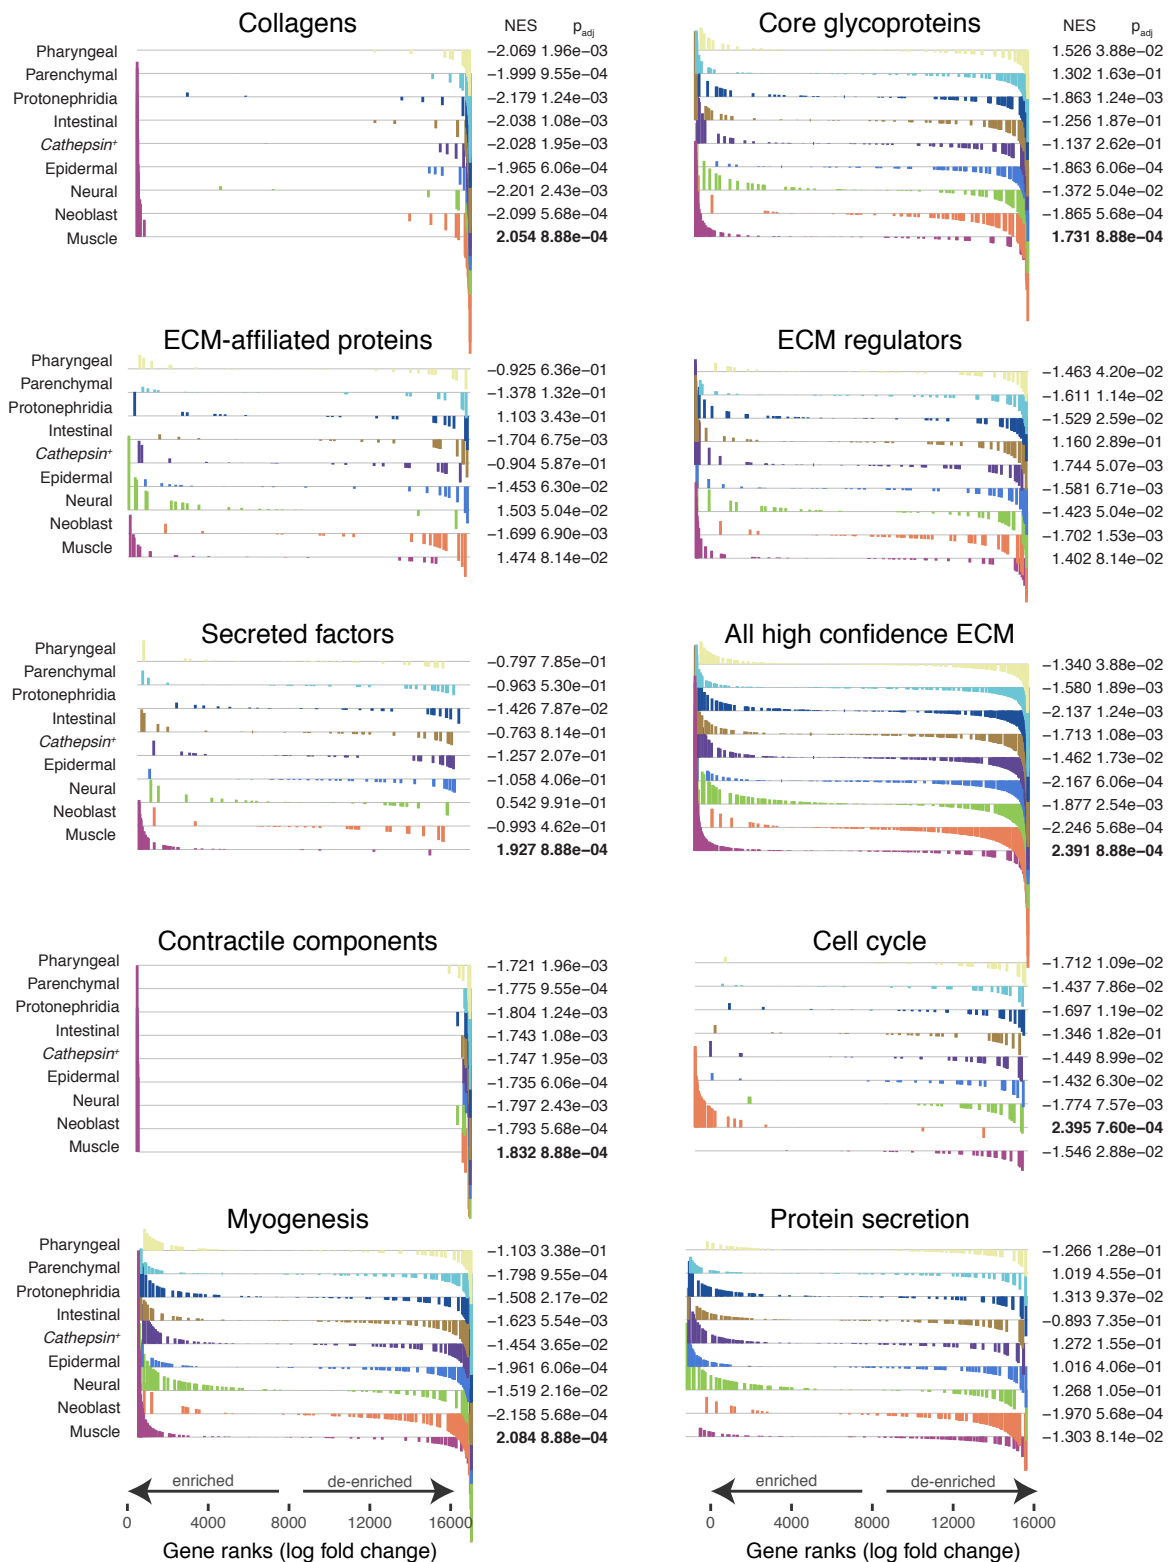 Collagens
Pharyngeal −2.069 1.96e−03
Parenchymal −1.999 9.55e−04
Protonephridia −2.179 1.24e−03
Intestinal −2.038 1.08e−03
Cathepsin⁺ −2.028 1.95e−03
Epidermal −1.965 6.06e−04
Neural −2.201 2.43e−03
Neoblast −2.099 5.68e−04
Muscle 2.054 8.88e−04
NES p_adj
Core glycoproteins
NES p_adj
1.526 3.88e−02
1.302 1.63e−01
−1.863 1.24e−03
−1.256 1.87e−01
−1.137 2.62e−01
−1.863 6.06e−04
−1.372 5.04e−02
−1.865 5.68e−04
1.731 8.88e−04
ECM-affiliated proteins
Pharyngeal −0.925 6.36e−01
Parenchymal −1.378 1.32e−01
Protonephridia 1.103 3.43e−01
Intestinal −1.704 6.75e−03
Cathepsin⁺ −0.904 5.87e−01
Epidermal −1.453 6.30e−02
Neural 1.503 5.04e−02
Neoblast −1.699 6.90e−03
Muscle 1.474 8.14e−02
ECM regulators
−1.463 4.20e−02
−1.611 1.14e−02
−1.529 2.59e−02
1.160 2.89e−01
1.744 5.07e−03
−1.581 6.71e−03
−1.423 5.04e−02
−1.702 1.53e−03
1.402 8.14e−02
Secreted factors
Pharyngeal −0.797 7.85e−01
Parenchymal −0.963 5.30e−01
Protonephridia −1.426 7.87e−02
Intestinal −0.763 8.14e−01
Cathepsin⁺ −1.257 2.07e−01
Epidermal −1.058 4.06e−01
Neural 0.542 9.91e−01
Neoblast −0.993 4.62e−01
Muscle 1.927 8.88e−04
All high confidence ECM
−1.340 3.88e−02
−1.580 1.89e−03
−2.137 1.24e−03
−1.713 1.08e−03
−1.462 1.73e−02
−2.167 6.06e−04
−1.877 2.54e−03
−2.246 5.68e−04
2.391 8.88e−04
Contractile components
Pharyngeal −1.721 1.96e−03
Parenchymal −1.775 9.55e−04
Protonephridia −1.804 1.24e−03
Intestinal −1.743 1.08e−03
Cathepsin⁺ −1.747 1.95e−03
Epidermal −1.735 6.06e−04
Neural −1.797 2.43e−03
Neoblast −1.793 5.68e−04
Muscle 1.832 8.88e−04
Cell cycle
−1.712 1.09e−02
−1.437 7.86e−02
−1.697 1.19e−02
−1.346 1.82e−01
−1.449 8.99e−02
−1.432 6.30e−02
−1.774 7.57e−03
2.395 7.60e−04
−1.546 2.88e−02
Myogenesis
Pharyngeal −1.103 3.38e−01
Parenchymal −1.798 9.55e−04
Protonephridia −1.508 2.17e−02
Intestinal −1.623 5.54e−03
Cathepsin⁺ −1.454 3.65e−02
Epidermal −1.961 6.06e−04
Neural −1.519 2.16e−02
Neoblast −2.158 5.68e−04
Muscle 2.084 8.88e−04
enriched de-enriched
0 4000 8000 12000 16000
Gene ranks (log fold change)
Protein secretion
−1.266 1.28e−01
1.019 4.55e−01
1.313 9.37e−02
−0.893 7.35e−01
1.272 1.55e−01
1.016 4.06e−01
1.268 1.05e−01
−1.970 5.68e−04
−1.303 8.14e−02
enriched de-enriched
0 4000 8000 12000 16000
Gene ranks (log fold change)